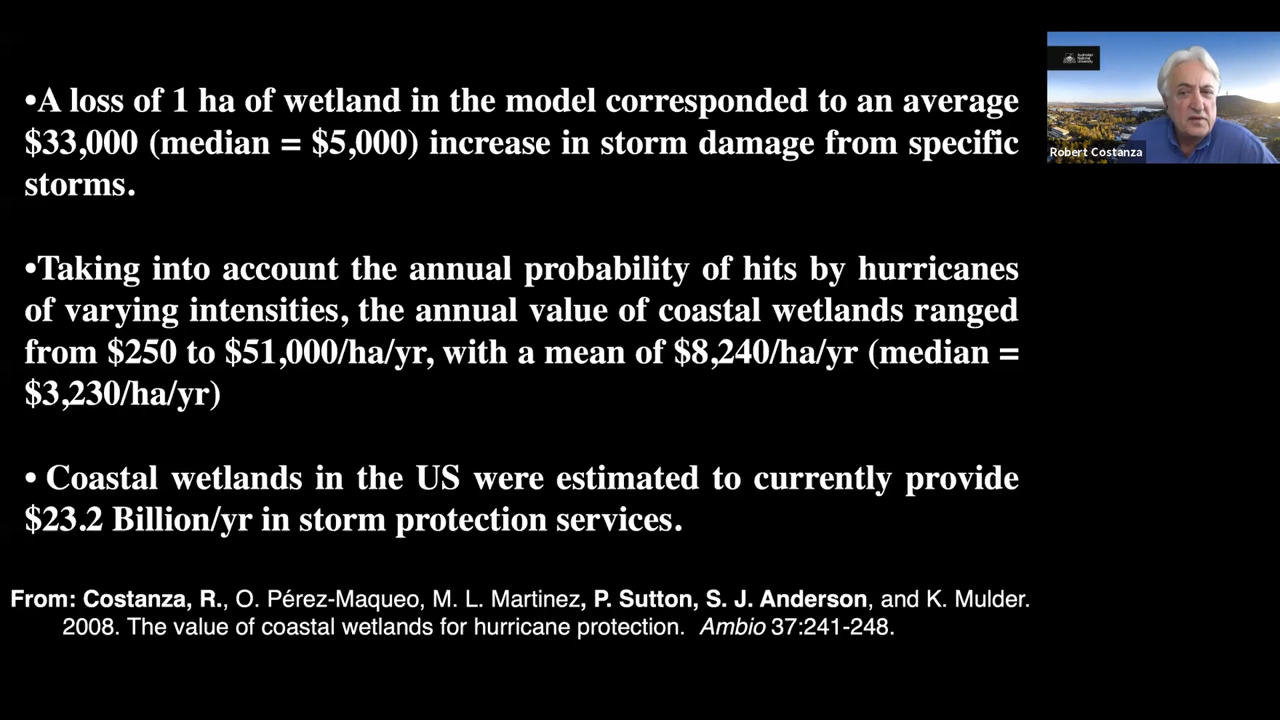 •A loss of 1 ha of wetland in the model corresponded to an average
$33,000 (median = $5,000) increase in storm damage from specific
storms.
•Taking into account the annual probability of hits by hurricanes
of varying intensities, the annual value of coastal wetlands ranged
from $250 to $51,000/ha/yr, with a mean of $8,240/ha/yr (median =
$3,230/ha/yr)
• Coastal wetlands in the US were estimated to currently provide
$23.2 Billion/yr in storm protection services.
From: Costanza, R., O. Pérez-Maqueo, M. L. Martinez, P. Sutton, S. J. Anderson, and K. Mulder.
2008. The value of coastal wetlands for hurricane protection. Ambio 37:241-248.
Australian
National
University
Robert Costanza